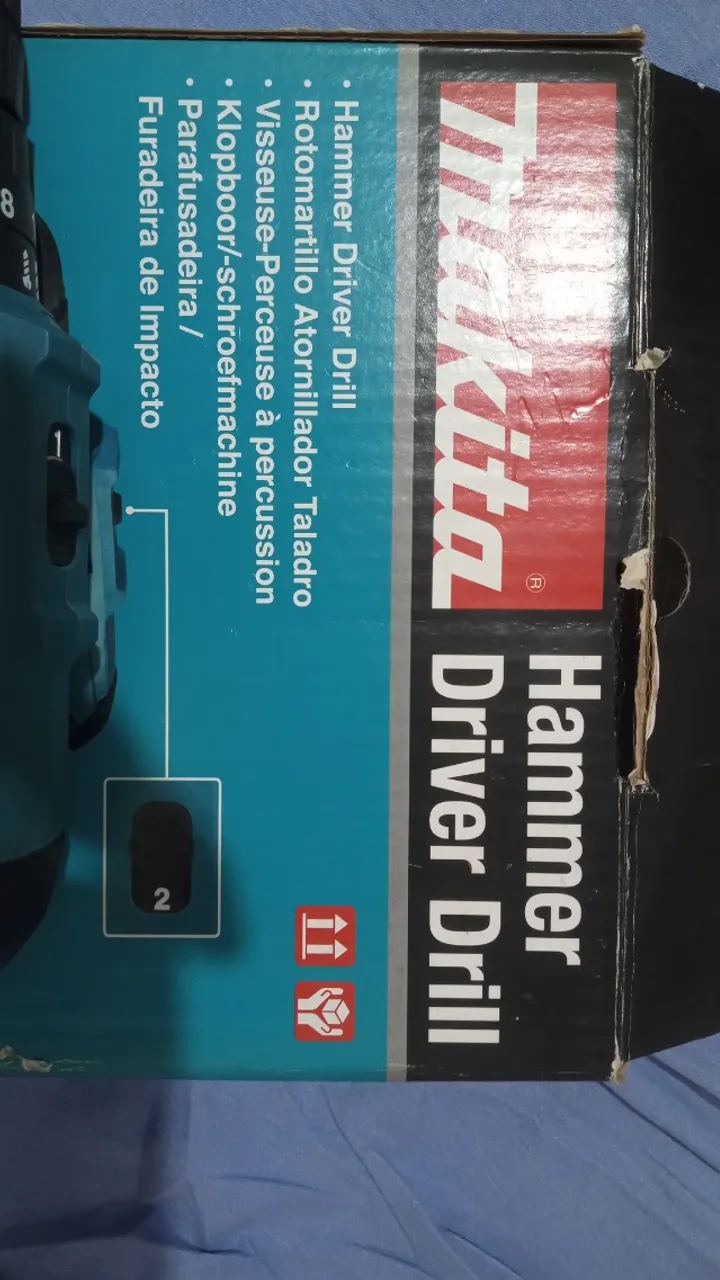 Makita®
Hammer
Driver Drill
• Hammer Driver Drill
• Rotomartillo Atornillador Taladro
• Visseuse-Perceuse à percussion
• Klopboor/-schroefmachine
• Parafusadeira /
Furadeira de Impacto
8
1
2